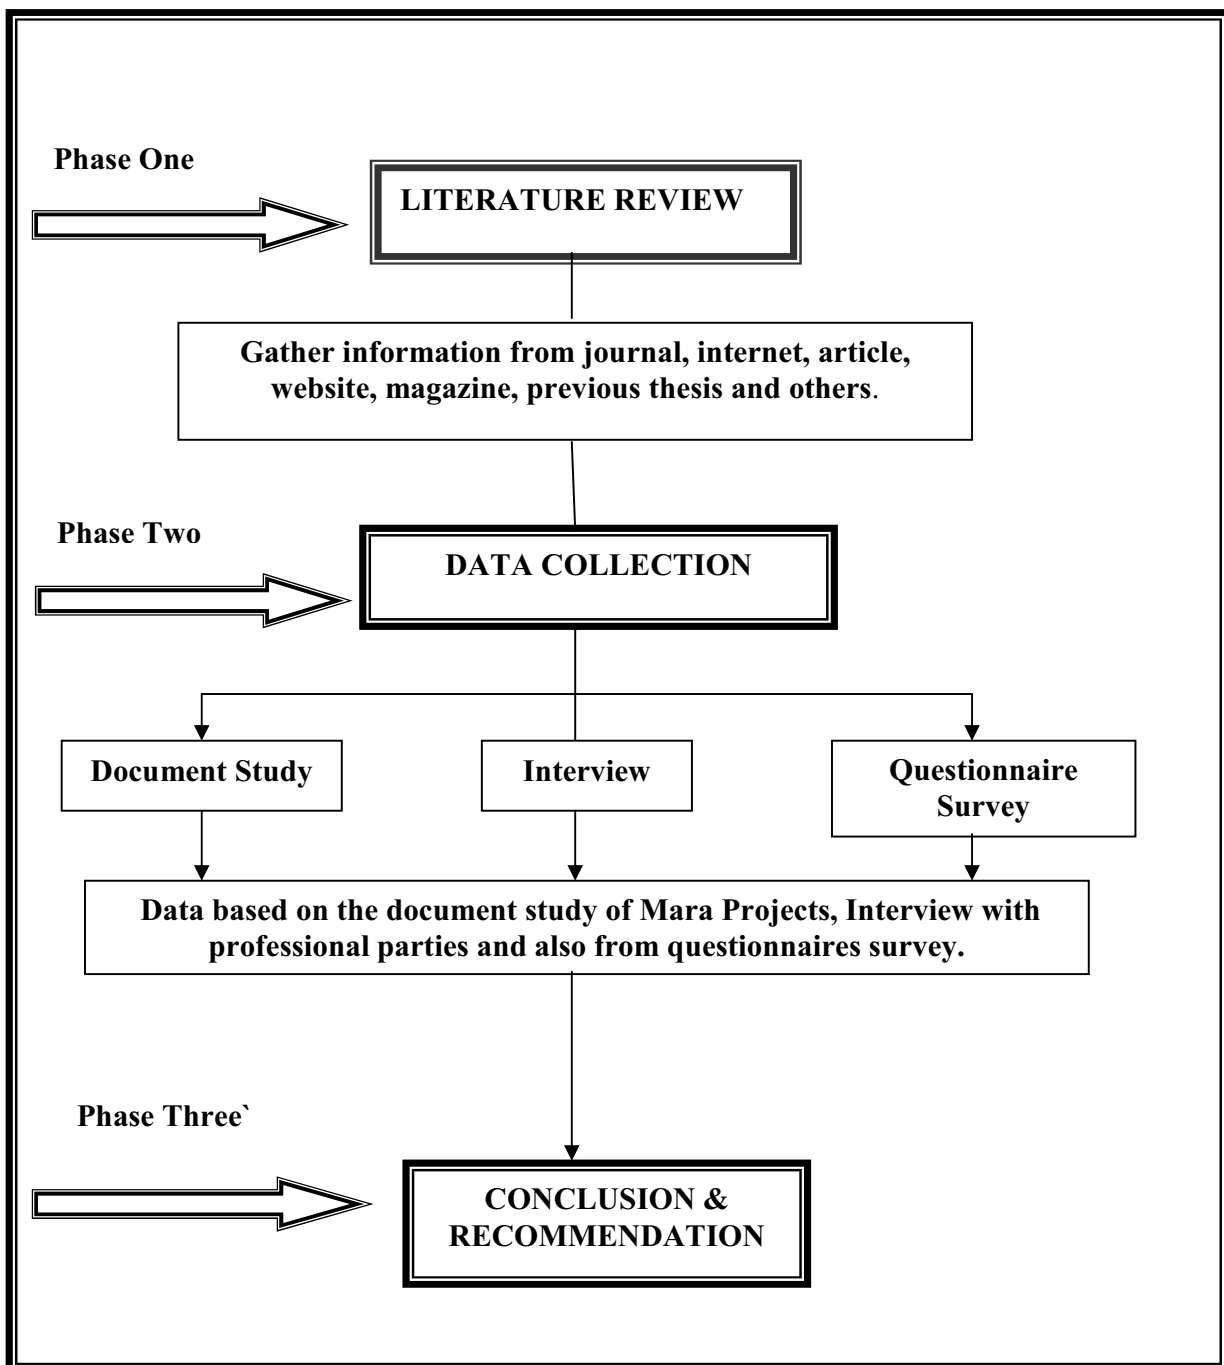 Phase One
LITERATURE REVIEW
Gather information from journal, internet, article,
website, magazine, previous thesis and others.
Phase Two
DATA COLLECTION
Document Study
Interview
Questionnaire
Survey
Data based on the document study of Mara Projects, Interview with
professional parties and also from questionnaires survey.
Phase Three`
CONCLUSION &
RECOMMENDATION